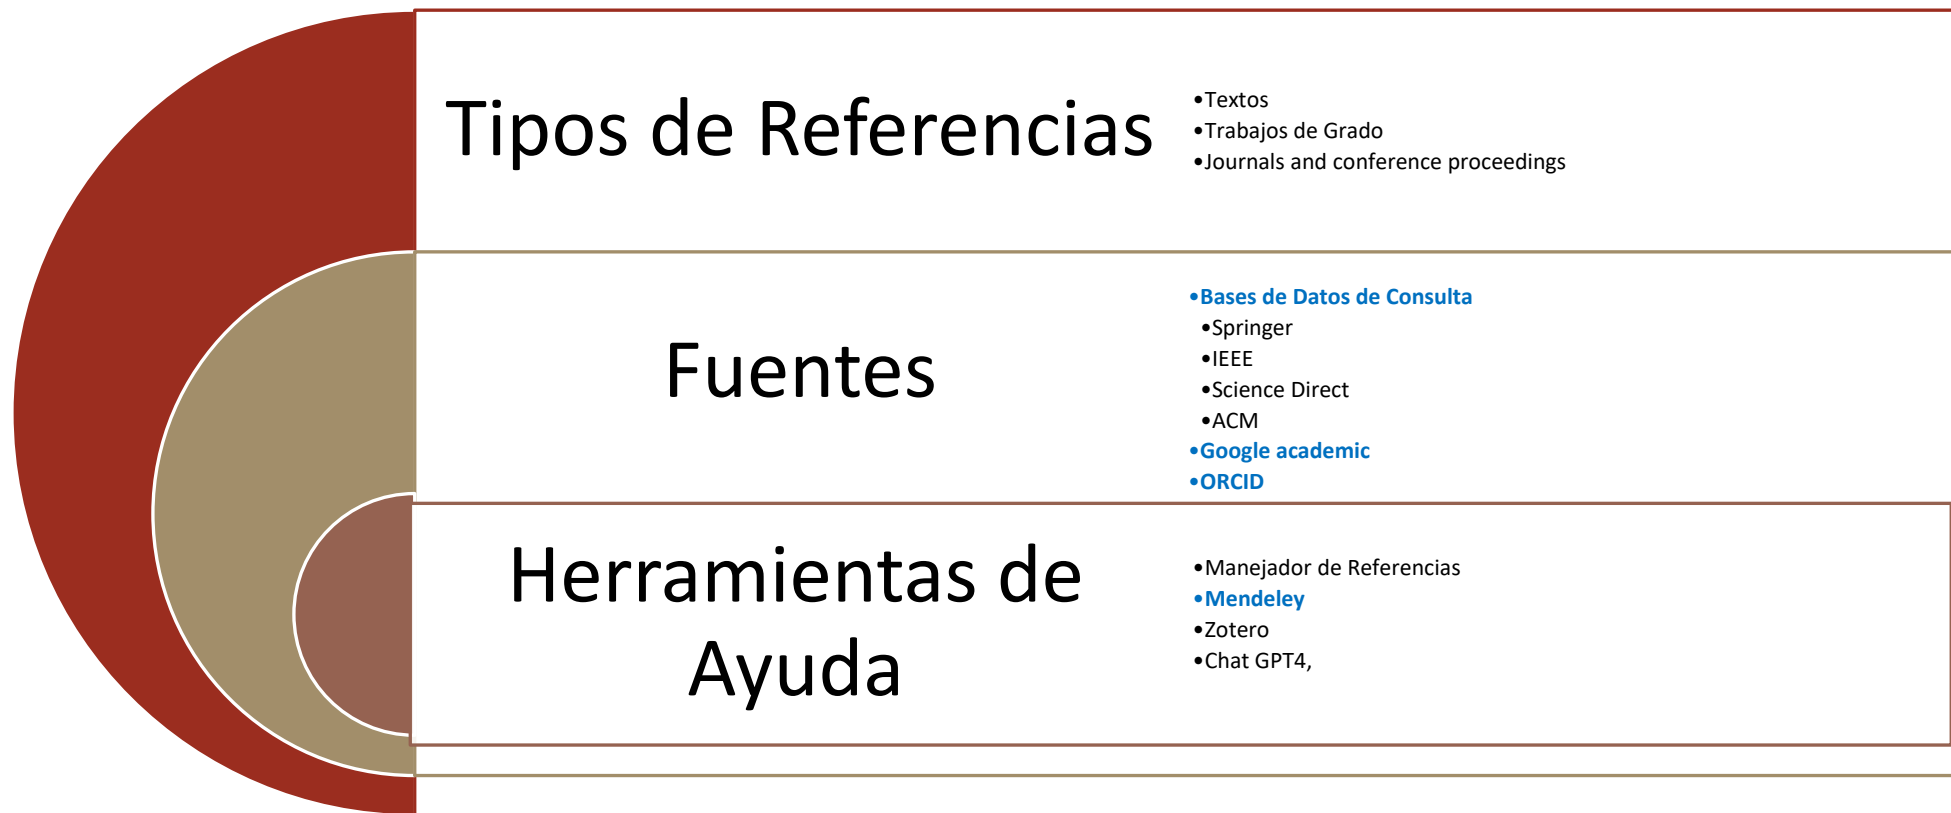 Tipos de Referencias
•Textos
•Trabajos de Grado
•Journals and conference proceedings
Fuentes
•Bases de Datos de Consulta
•Springer
•IEEE
•Science Direct
•ACM
•Google academic
•ORCID
Herramientas de
Ayuda
•Manejador de Referencias
•Mendeley
•Zotero
•Chat GPT4,